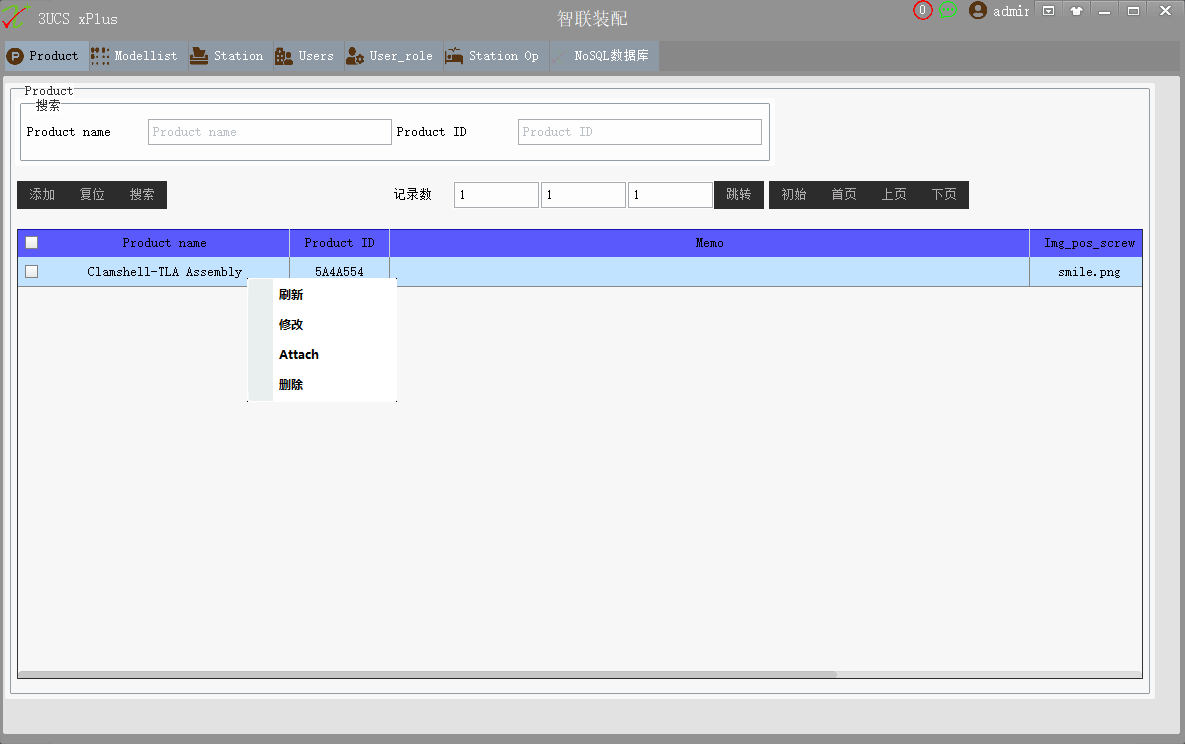 3UCS xPlus
智联装配
0
admir
Product
Modellist
Station
Users
User_role
Station Op
NoSQL数据库
Product
搜索
Product name
Product name
Product ID
Product ID
添加
复位
搜索
记录数
1
1
1
跳转
初始
首页
上页
下页
Product name
Product ID
Memo
Img_pos_screw
Clamshell-TLA Assembly
5A4A554
smile.png
刷新
修改
Attach
删除